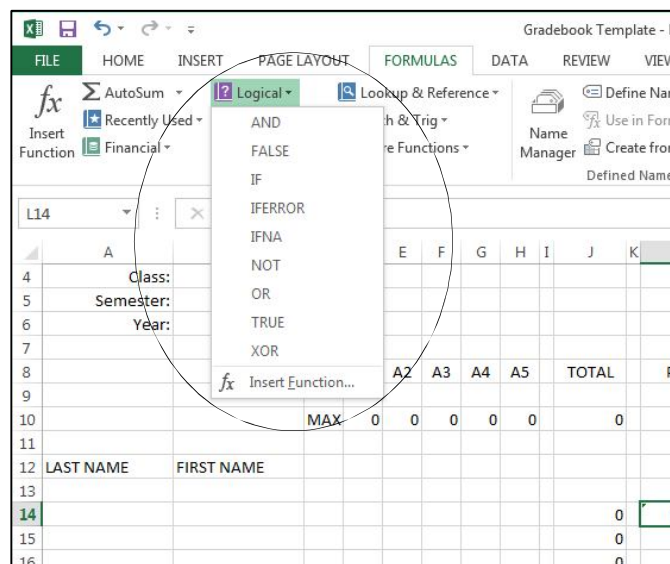 Gradebook Template -
FILE HOME INSERT PAGE LAYOUT FORMULAS DATA REVIEW VIEW
AutoSum Logical Lookup & Reference Define Na
fx Insert Function
Recently Used & Trig Name Manager Use in For
Financial Functions Create fro
Defined Name
AND
FALSE
IF
IFERROR
IFNA
NOT
OR
TRUE
XOR
fx Insert Function...
L14
A E F G H I J K
4 Class:
5 Semester:
6 Year:
7
8 A2 A3 A4 A5 TOTAL
9
10 MAX 0 0 0 0 0 0
11
12 LAST NAME FIRST NAME
13
14 0
15 0
16 0